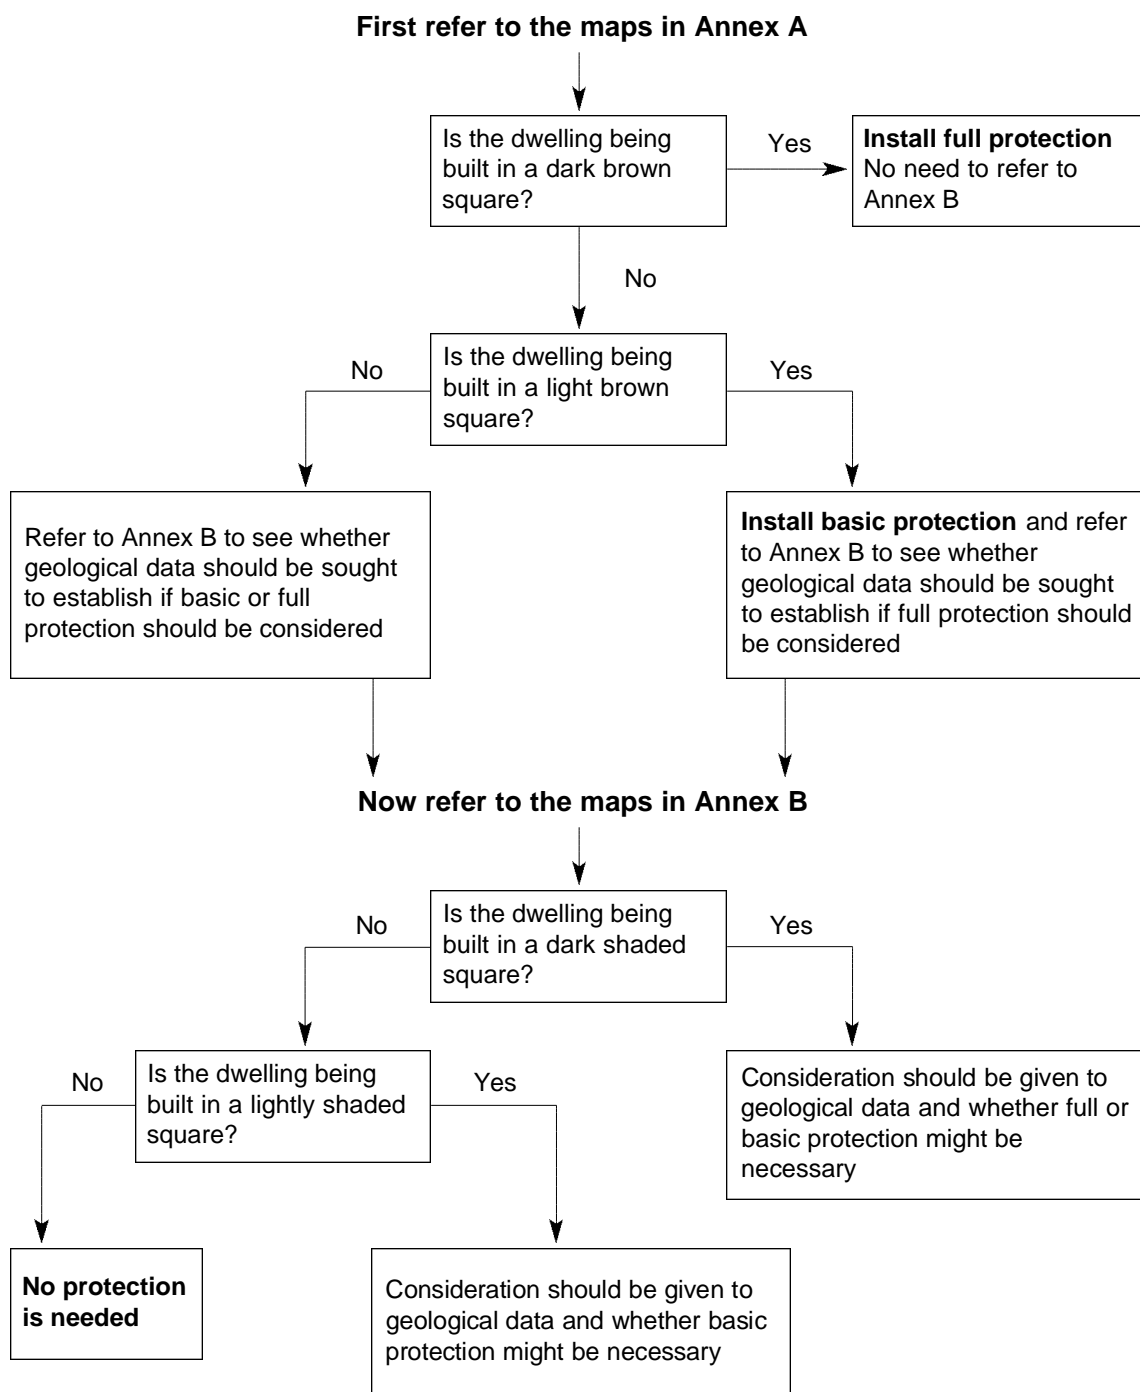 First refer to the maps in Annex A
Is the dwelling being
built in a dark brown
square?
Yes
Install full protection
No need to refer to
Annex B
No
Is the dwelling being
built in a light brown
square?
No
Yes
Refer to Annex B to see whether
geological data should be sought
to establish if basic or full
protection should be considered
Install basic protection and refer
to Annex B to see whether
geological data should be sought
to establish if full protection should
be considered
Now refer to the maps in Annex B
Is the dwelling being
built in a dark shaded
square?
No
Yes
Is the dwelling being
built in a lightly shaded
square?
No
Yes
Consideration should be given to
geological data and whether full or
basic protection might be
necessary
No protection
is needed
Consideration should be given to
geological data and whether basic
protection might be necessary